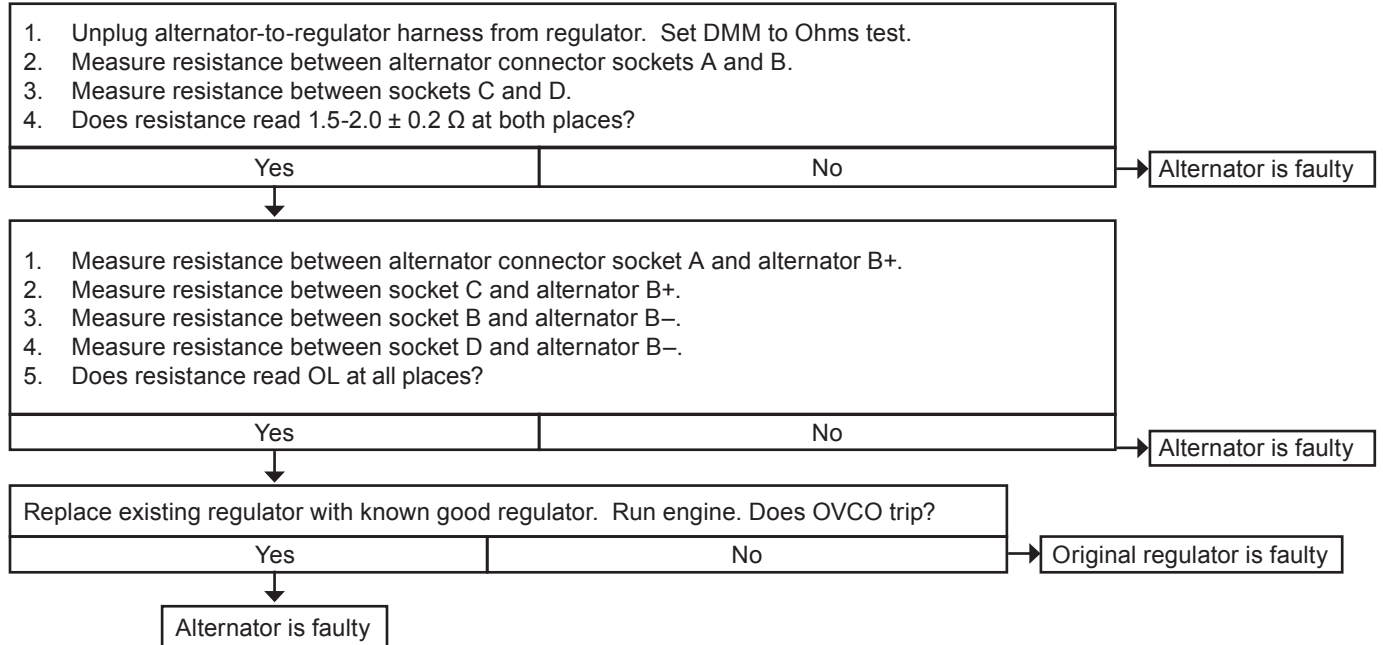 1. Unplug alternator-to-regulator harness from regulator. Set DMM to Ohms test.
2. Measure resistance between alternator connector sockets A and B.
3. Measure resistance between sockets C and D.
4. Does resistance read 1.5-2.0 ± 0.2 Ω at both places?
Yes
No
Alternator is faulty
1. Measure resistance between alternator connector socket A and alternator B+.
2. Measure resistance between socket C and alternator B+.
3. Measure resistance between socket B and alternator B–.
4. Measure resistance between socket D and alternator B–.
5. Does resistance read OL at all places?
Yes
No
Alternator is faulty
Replace existing regulator with known good regulator. Run engine. Does OVCO trip?
Yes
No
Original regulator is faulty
Alternator is faulty